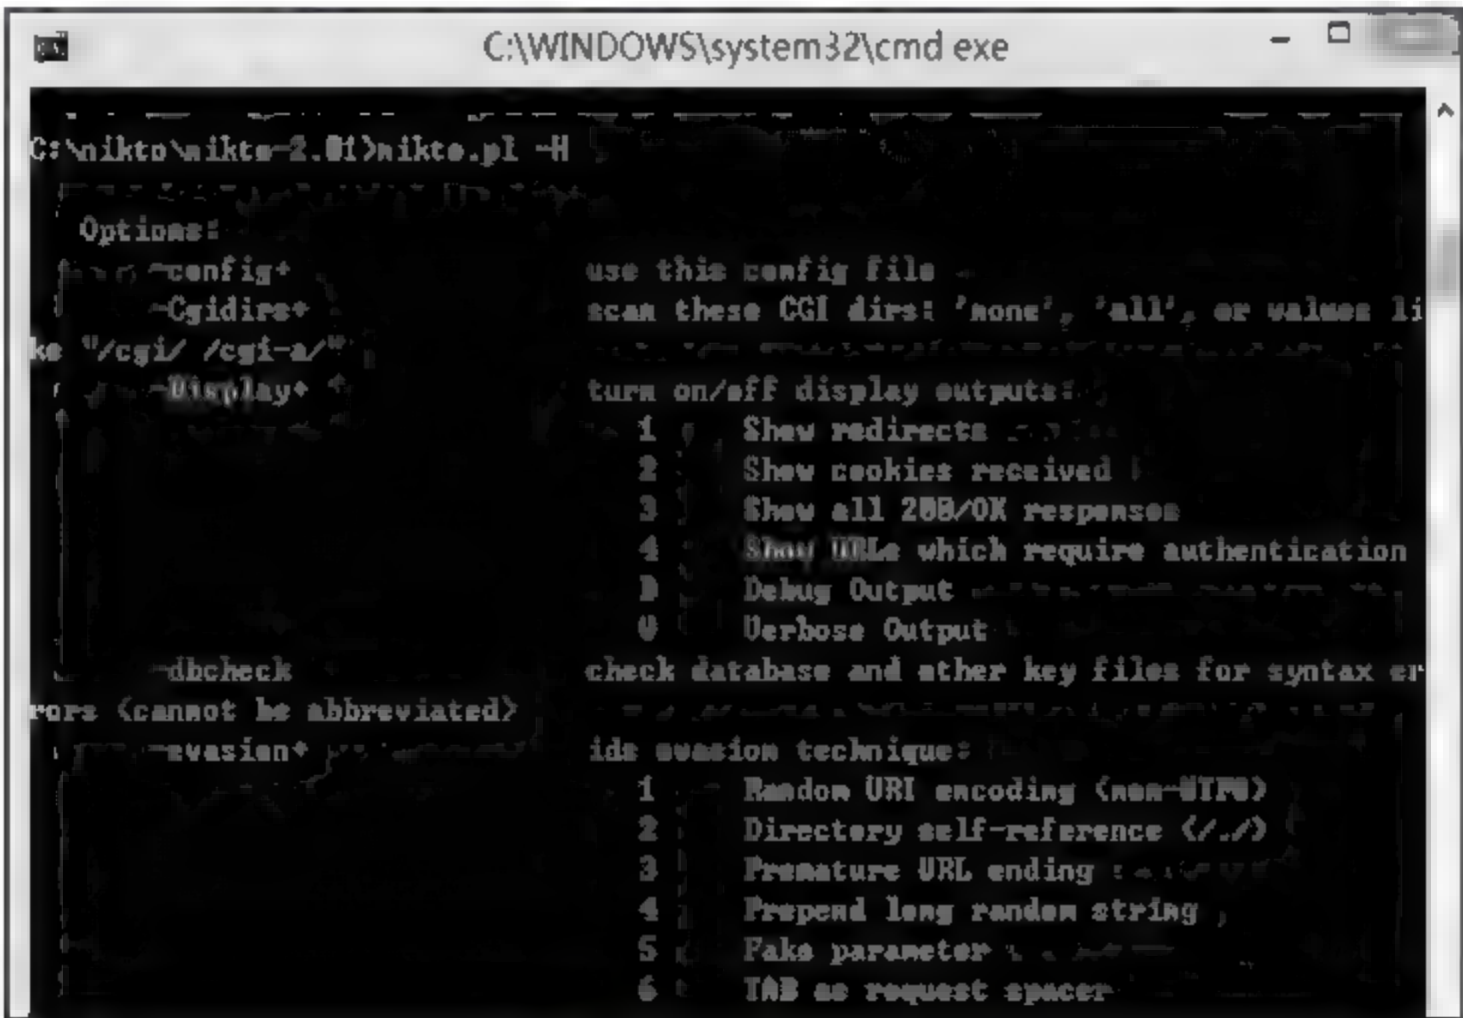 C:\WINDOWS\system32\cmd exe
C:\nikto\nikto-2.01>nikto.pl -H
Options:
-config+ use this config file
-Cgidirs+ scan these CGI dirs: 'none', 'all', or values li
ke "/cgi/ /cgi-a/"
-Display+ turn on/off display outputs:
1 Show redirects
2 Show cookies received
3 Show all 200/OK responses
4 Show URLs which require authentication
D Debug Output
V Verbose Output
-dbcheck check database and other key files for syntax er
rors (cannot be abbreviated)
-evasion+ ids evasion technique:
1 Random URI encoding (non-UTF8)
2 Directory self-reference (/./)
3 Premature URL ending
4 Prepend long random string
5 Fake parameter
6 TAB as request spacer